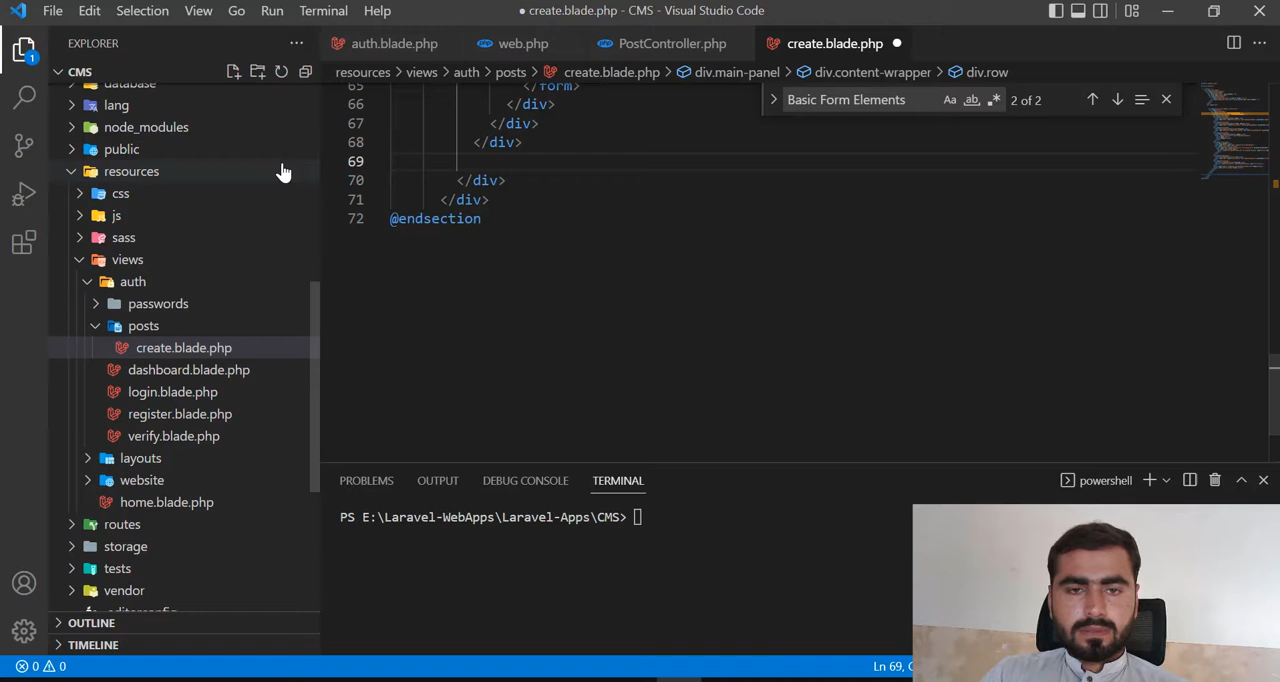 File Edit Selection View Go Run Terminal Help
● create.blade.php - CMS - Visual Studio Code
EXPLORER
auth.blade.php web.php PostController.php create.blade.php
CMS
resources > views > auth > posts > create.blade.php > div.main-panel > div.content-wrapper > div.row
database
lang
node_modules
public
resources
css
js
sass
views
auth
passwords
posts
create.blade.php
dashboard.blade.php
login.blade.php
register.blade.php
verify.blade.php
layouts
website
home.blade.php
routes
storage
tests
vendor
.editorconfig
OUTLINE
TIMELINE
1
Basic Form Elements Aa ab 2 of 2
65 </form>
66 </div>
67 </div>
68 </div>
69
70 </div>
71 </div>
72 @endsection
PROBLEMS OUTPUT DEBUG CONSOLE TERMINAL
powershell
PS E:\Laravel-WebApps\Laravel-Apps\CMS>
0 0
Ln 69,